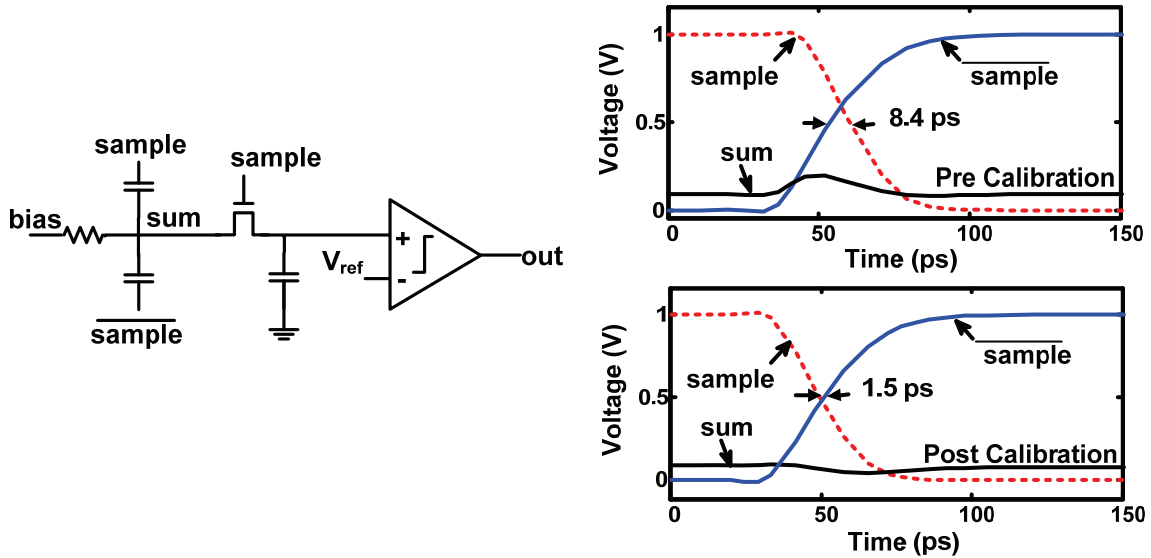 sample
sample
bias
sum
sample
V_ref
+
-
out
Voltage (V)
1
0.5
0
sample
sample
8.4 ps
sum
Pre Calibration
0
50
100
150
Time (ps)
Voltage (V)
1
0.5
0
sample
sample
1.5 ps
sum
Post Calibration
0
50
100
150
Time (ps)